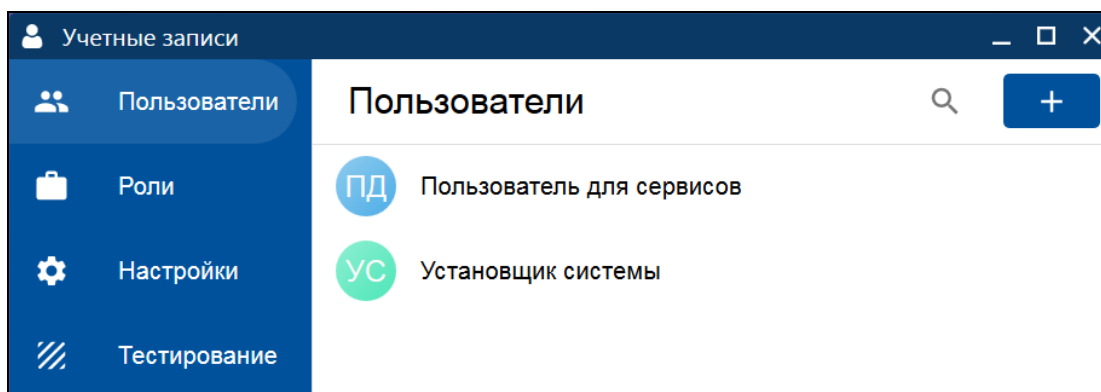 Учетные записи
Пользователи
Роли
Настройки
Тестирование
Пользователи
ПД Пользователь для сервисов
УС Установщик системы